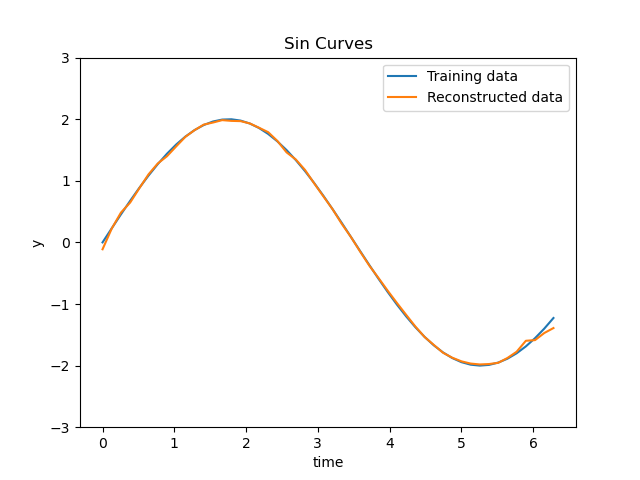 Sin Curves
Training data
Reconstructed data
3
2
1
0
−1
−2
−3
y
0 1 2 3 4 5 6
time